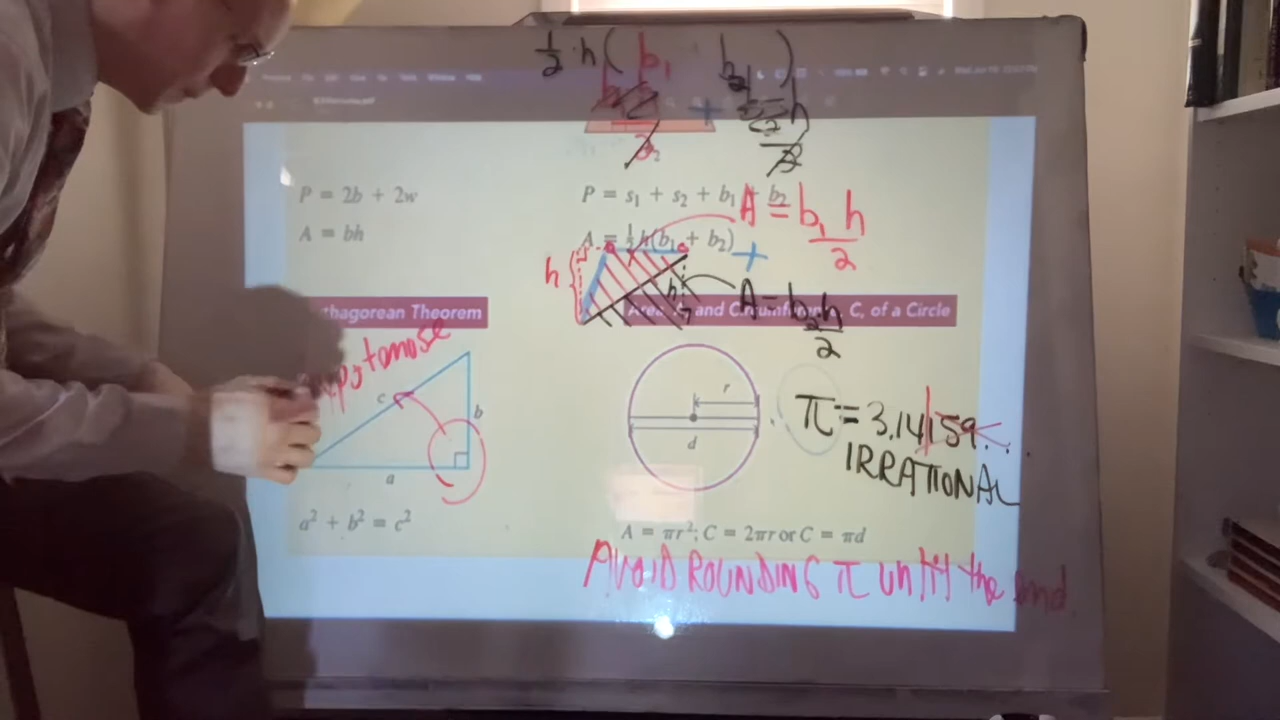 ½ · h ( b₁ b₂ )
+
2
P = 2b + 2w
A = bh
P = s₁ + s₂ + b₁ + b₂
A = ½h(b₁ + b₂)
A = b₁ h
2
+
h
h
A = b₂h
2
thagorean Theorem
and C, of a Circle
potanose
c
b
a
r
d
π = 3.14159...
IRRATIONAL
a² + b² = c²
A = πr²; C = 2πr or C = πd
AVOID ROUNDING π until the end.